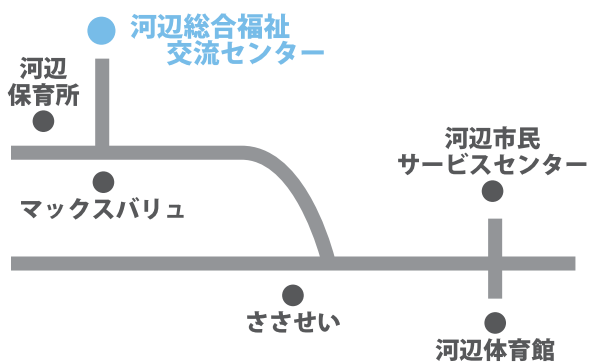 河辺総合福祉
交流センター
河辺
保育所
マックスバリュ
河辺市民
サービスセンター
ささせい
河辺体育館